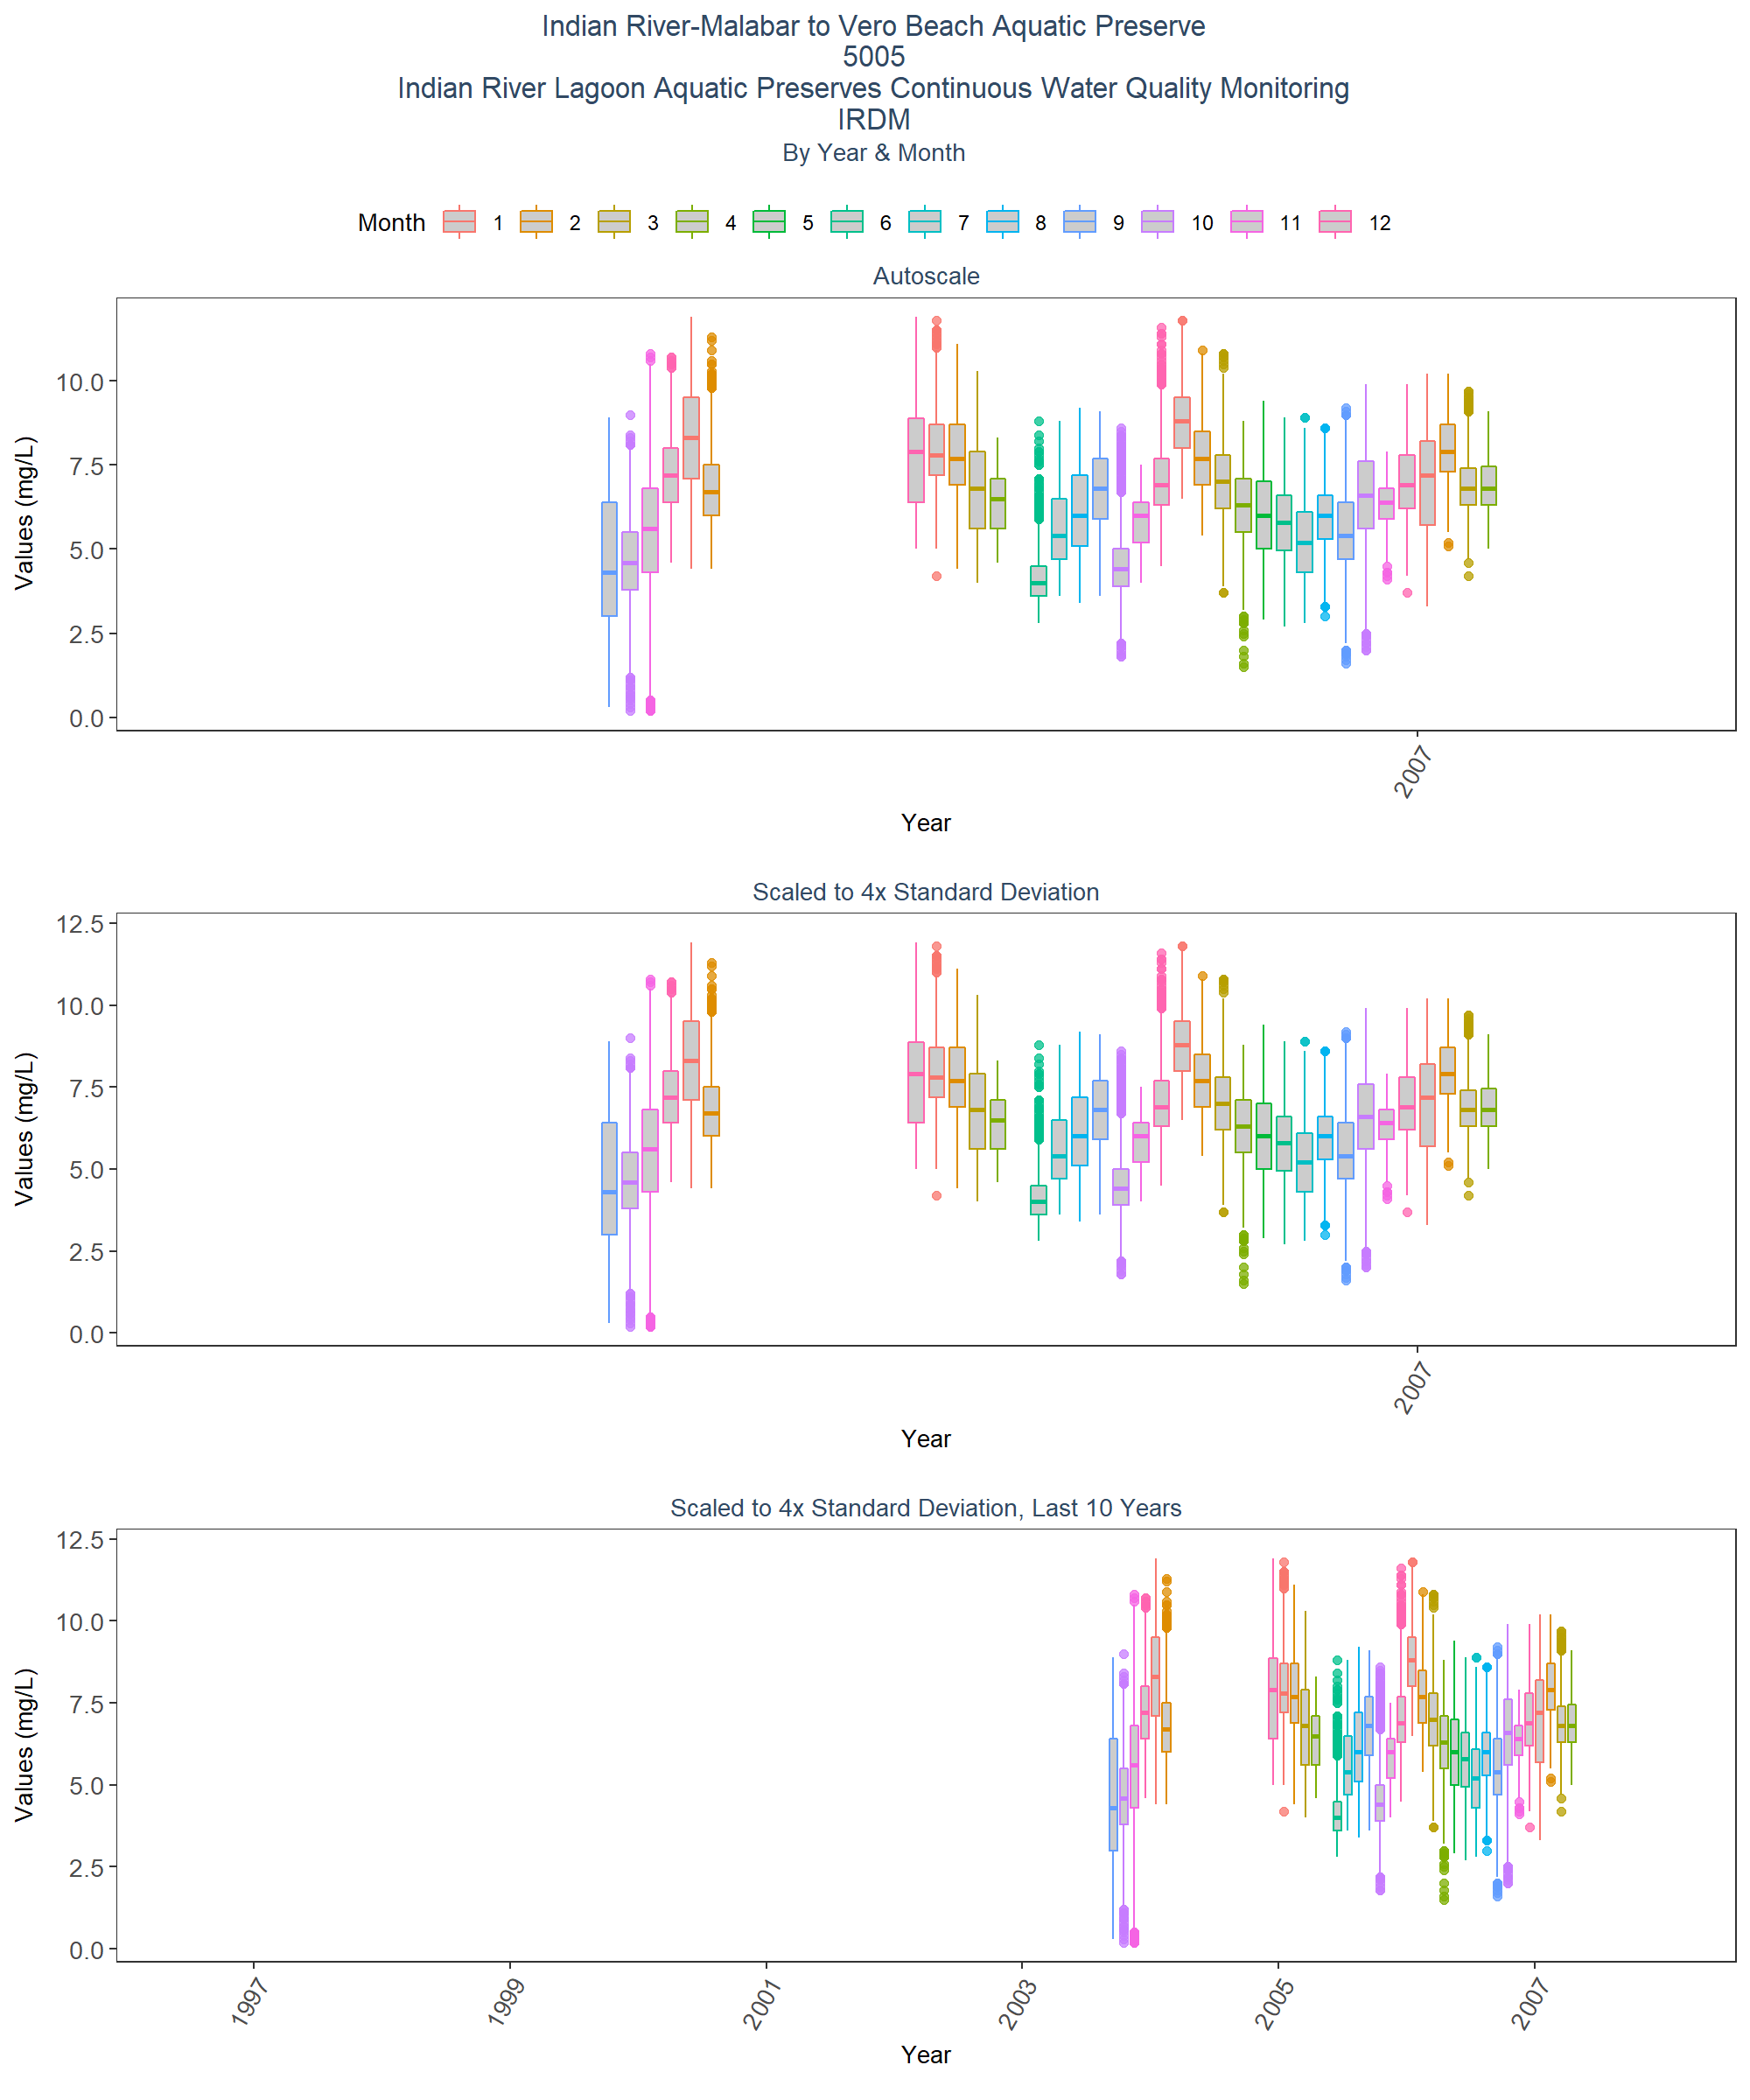 Indian River-Malabar to Vero Beach Aquatic Preserve
5005
Indian River Lagoon Aquatic Preserves Continuous Water Quality Monitoring
IRDM
By Year & Month
Month 1 2 3 4 5 6 7 8 9 10 11 12
Autoscale
10.0
7.5
5.0
2.5
0.0
Values (mg/L)
2007
Year
Scaled to 4x Standard Deviation
12.5
10.0
7.5
5.0
2.5
0.0
Values (mg/L)
2007
Year
Scaled to 4x Standard Deviation, Last 10 Years
12.5
10.0
7.5
5.0
2.5
0.0
Values (mg/L)
1997 1999 2001 2003 2005 2007
Year